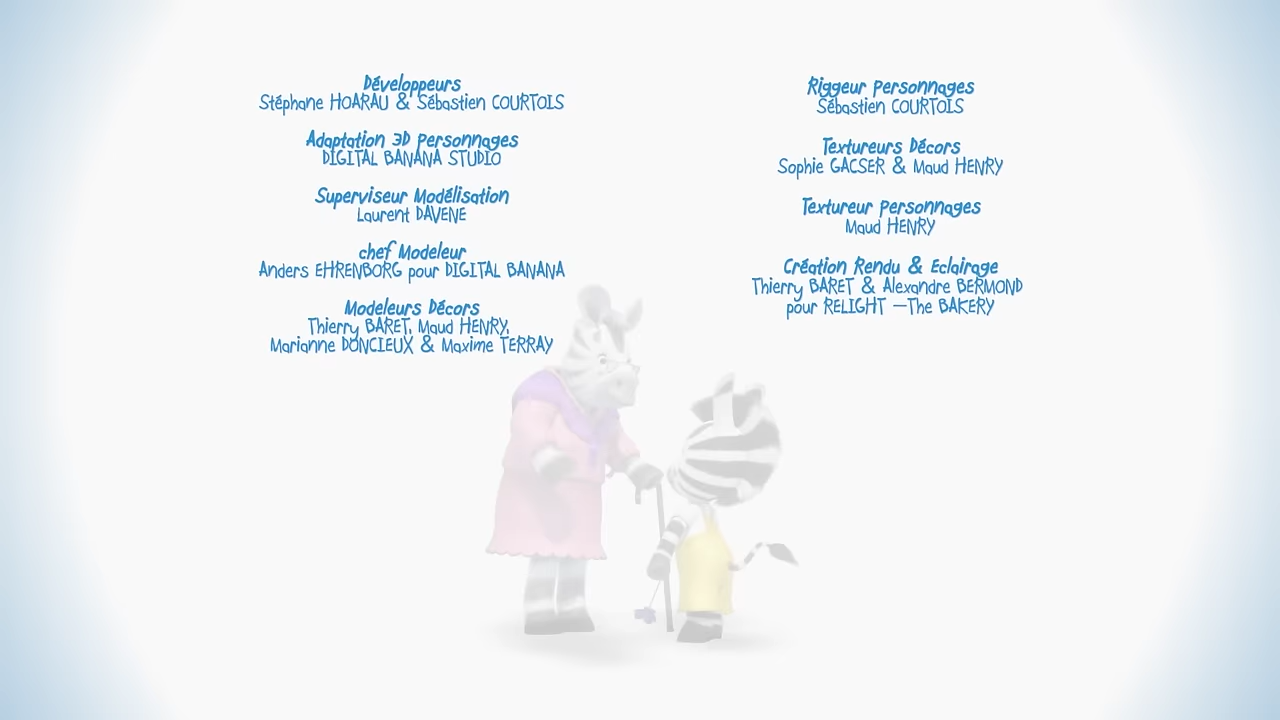 Développeurs
Stéphane HOARAU & Sébastien COURTOIS
Adaptation 3D Personnages
DIGITAL BANANA STUDIO
Superviseur Modélisation
Laurent DAVENE
chef Modeleur
Anders EHRENBORG pour DIGITAL BANANA
Modeleurs Décors
Thierry BARET, Maud HENRY,
Marianne DONCIEUX & Maxime TERRAY
Riggeur Personnages
Sébastien COURTOIS
Textureurs Décors
Sophie GACSER & Maud HENRY
Textureur Personnages
Maud HENRY
Création Rendu & Eclairage
Thierry BARET & Alexandre BERMOND
pour RELIGHT –The BAKERY